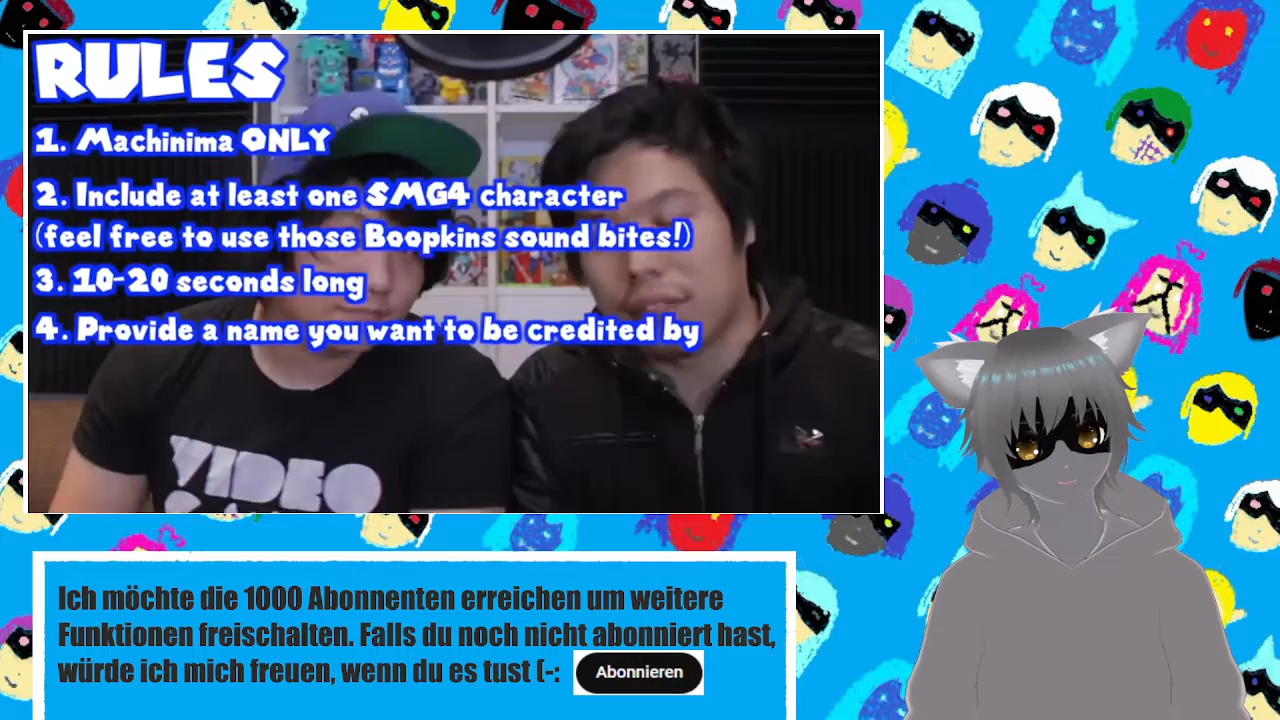 RULES
1. Machinima ONLY
2. Include at least one SMG4 character
(feel free to use those Boopkins sound bites!)
3. 10-20 seconds long
4. Provide a name you want to be credited by
VIDEO
Ich möchte die 1000 Abonnenten erreichen um weitere
Funktionen freischalten. Falls du noch nicht abonniert hast,
würde ich mich freuen, wenn du es tust (-:
Abonnieren